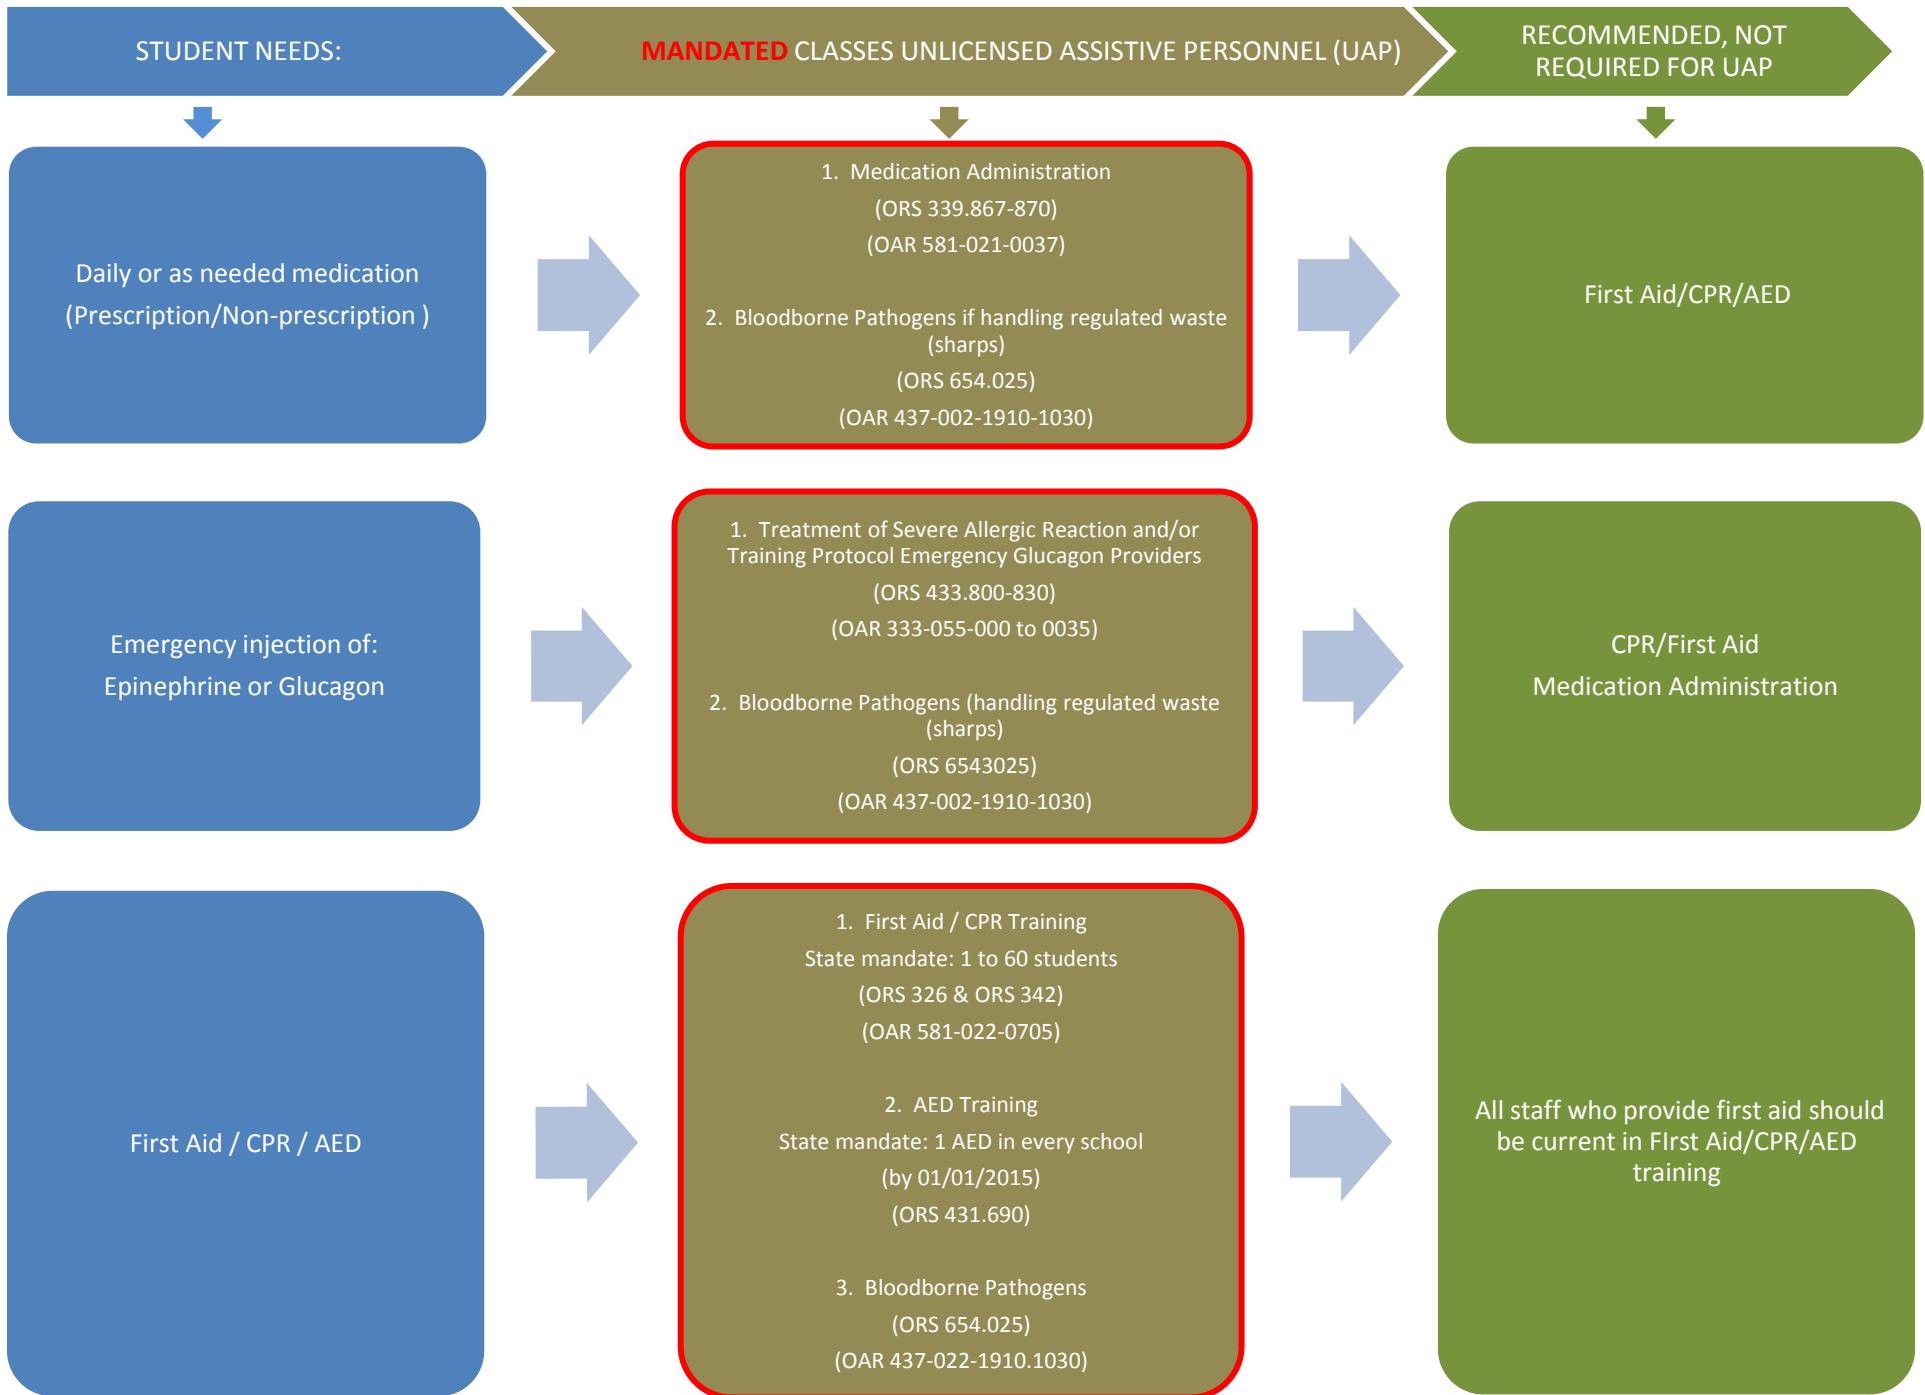 STUDENT NEEDS:
MANDATED CLASSES UNLICENSED ASSISTIVE PERSONNEL (UAP)
RECOMMENDED, NOT
REQUIRED FOR UAP
Daily or as needed medication
(Prescription/Non-prescription )
1. Medication Administration
(ORS 339.867-870)
(OAR 581-021-0037)
2. Bloodborne Pathogens if handling regulated waste
(sharps)
(ORS 654.025)
(OAR 437-002-1910-1030)
First Aid/CPR/AED
Emergency injection of:
Epinephrine or Glucagon
1. Treatment of Severe Allergic Reaction and/or
Training Protocol Emergency Glucagon Providers
(ORS 433.800-830)
(OAR 333-055-000 to 0035)
2. Bloodborne Pathogens (handling regulated waste
(sharps)
(ORS 6543025)
(OAR 437-002-1910-1030)
CPR/First Aid
Medication Administration
First Aid / CPR / AED
1. First Aid / CPR Training
State mandate: 1 to 60 students
(ORS 326 & ORS 342)
(OAR 581-022-0705)
2. AED Training
State mandate: 1 AED in every school
(by 01/01/2015)
(ORS 431.690)
3. Bloodborne Pathogens
(ORS 654.025)
(OAR 437-022-1910.1030)
All staff who provide first aid should
be current in FIrst Aid/CPR/AED
training